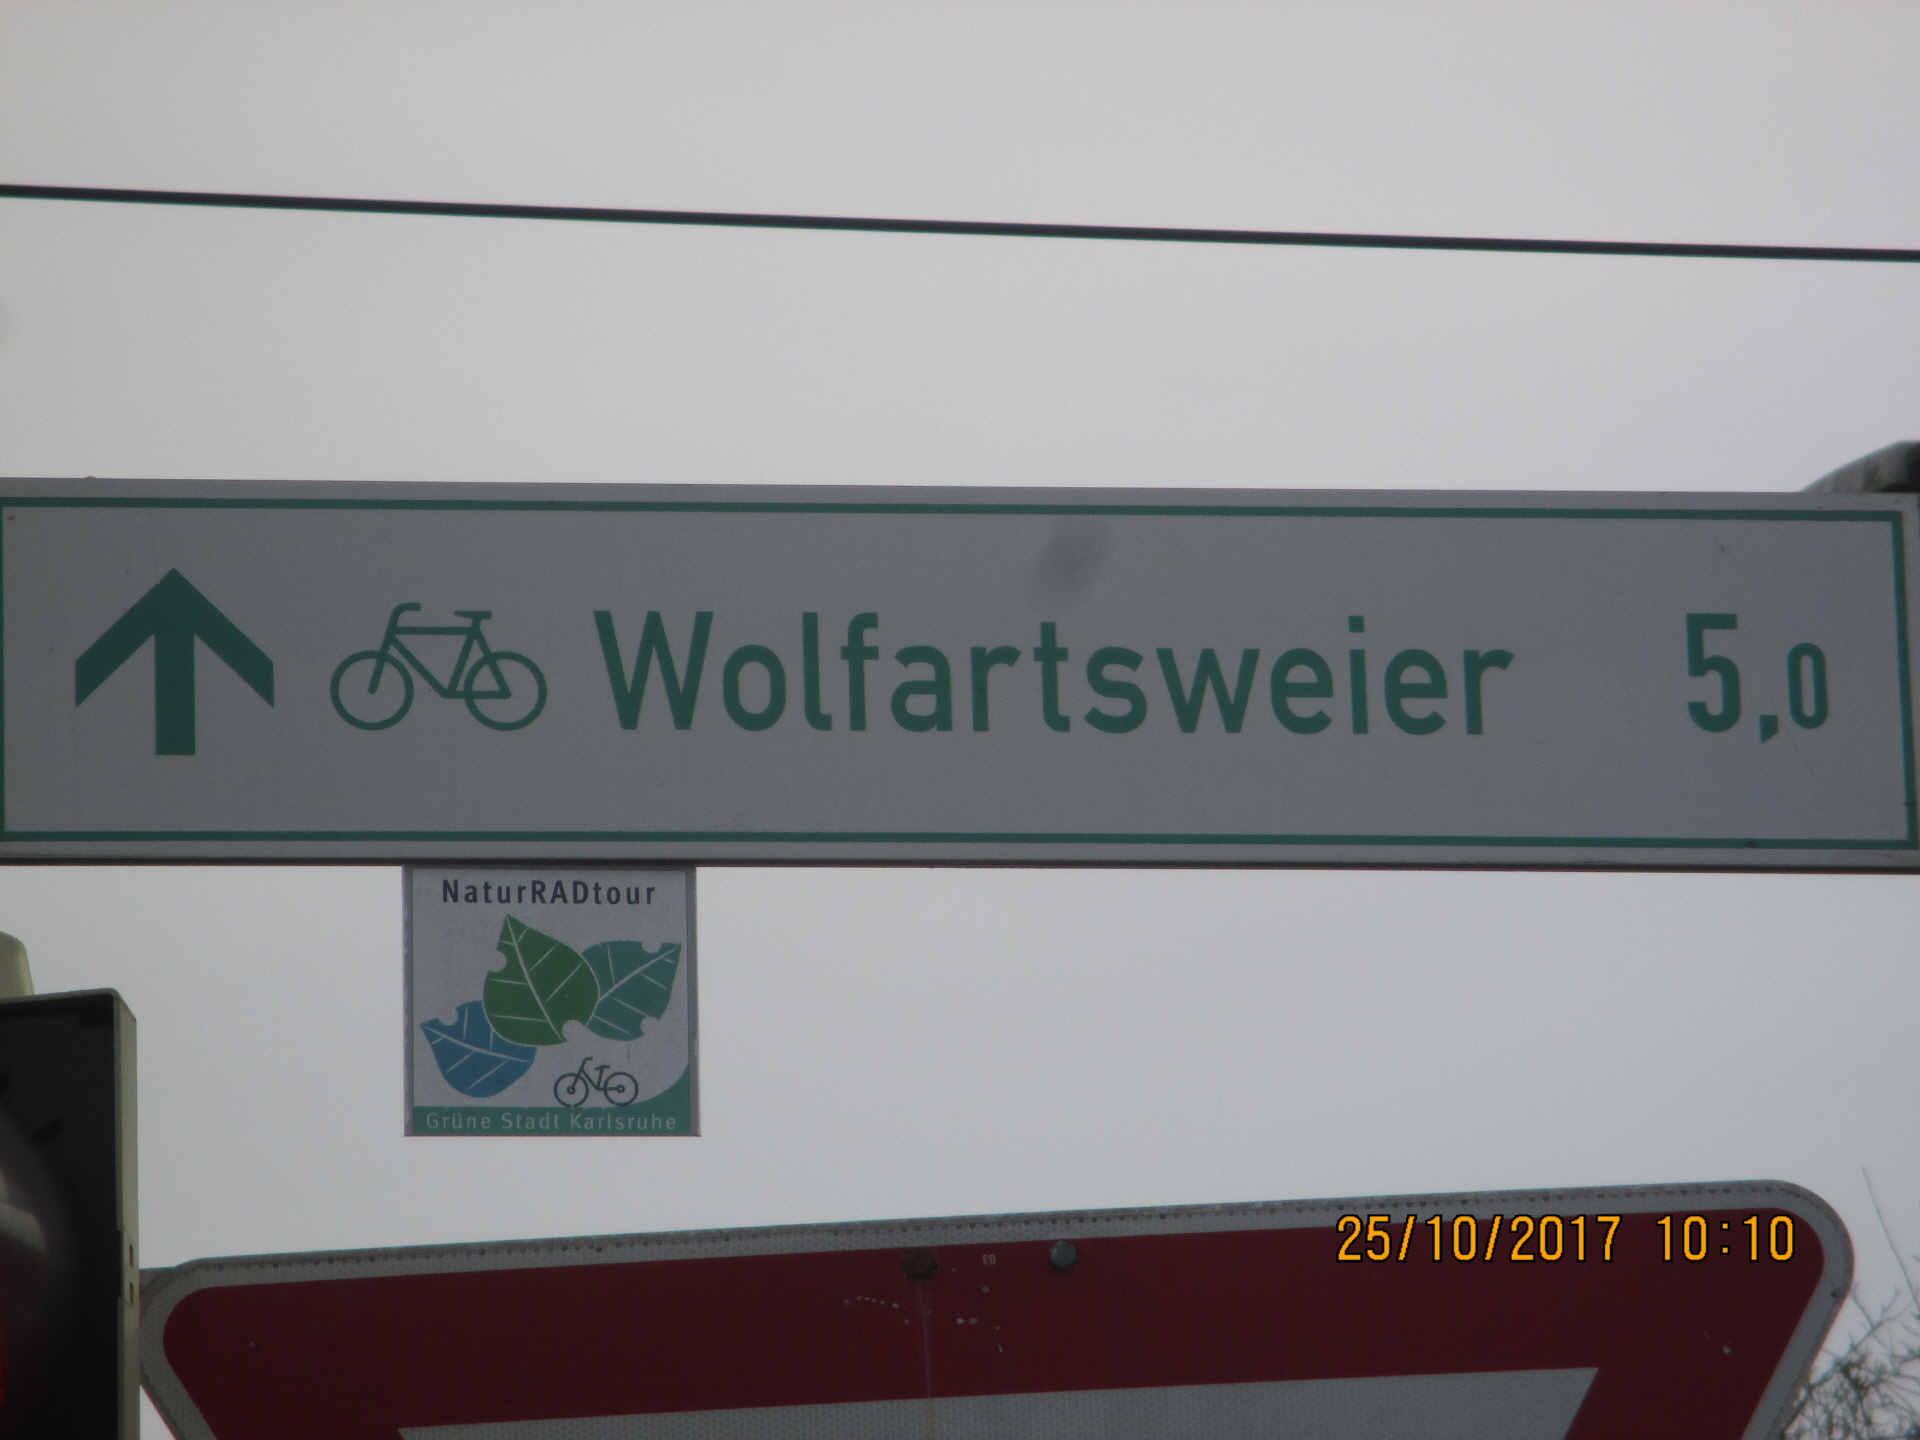 Wolfartsweier 5,0
NaturRADtour
Grüne Stadt Karlsruhe
25/10/2017 10:10